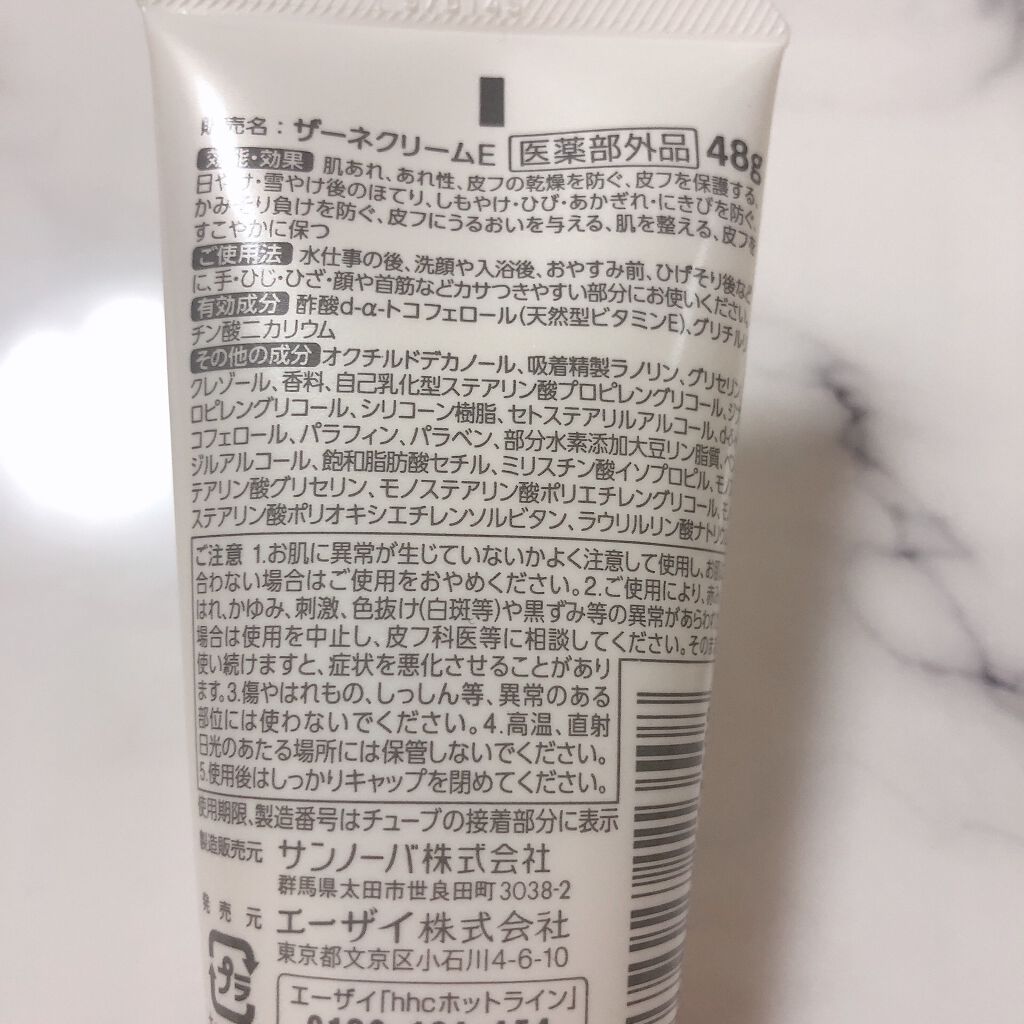 販売名：ザーネクリームE 医薬部外品 48g
効能・効果 肌あれ、あれ性、皮フの乾燥を防ぐ、皮フを保護する、
日やけ・雪やけ後のほてり、しもやけ・ひび・あかぎれ・にきびを防ぐ、
かみそり負けを防ぐ、皮フにうるおいを与える、肌を整える、皮フを
すこやかに保つ
ご使用法 水仕事の後、洗顔や入浴後、おやすみ前、ひげそり後など
に、手・ひじ・ひざ・顔や首筋などカサつきやすい部分にお使いください。
有効成分 酢酸d-α-トコフェロール(天然型ビタミンE)、グリチルリ
チン酸二カリウム
その他の成分 オクチルドデカノール、吸着精製ラノリン、グリセリン、
クレゾール、香料、自己乳化型ステアリン酸プロピレングリコール、ジプ
ロピレングリコール、シリコーン樹脂、セトステアリルアルコール、d-δ-
コフェロール、パラフィン、パラベン、部分水素添加大豆リン脂質、ベン
ジルアルコール、飽和脂肪酸セチル、ミリスチン酸イソプロピル、モノ
テアリン酸グリセリン、モノステアリン酸ポリエチレングリコール、モノ
ステアリン酸ポリオキシエチレンソルビタン、ラウリルリン酸ナトリウム
ご注意 1.お肌に異常が生じていないかよく注意して使用し、お肌に
合わない場合はご使用をおやめください。2.ご使用により、赤み
はれ、かゆみ、刺激、色抜け(白斑等)や黒ずみ等の異常があらわれ
場合は使用を中止し、皮フ科医等に相談してください。そのまま
使い続けますと、症状を悪化させることがあり
ます。3.傷やはれもの、しっしん等、異常のある
部位には使わないでください。4.高温、直射
日光のあたる場所には保管しないでください。
5.使用後はしっかりキャップを閉めてください。
使用期限、製造番号はチューブの接着部分に表示
製造販売元 サンノーバ株式会社
群馬県太田市世良田町3038-2
発売元 エーザイ株式会社
東京都文京区小石川4-6-10
プラ
エーザイ「hhcホットライン」